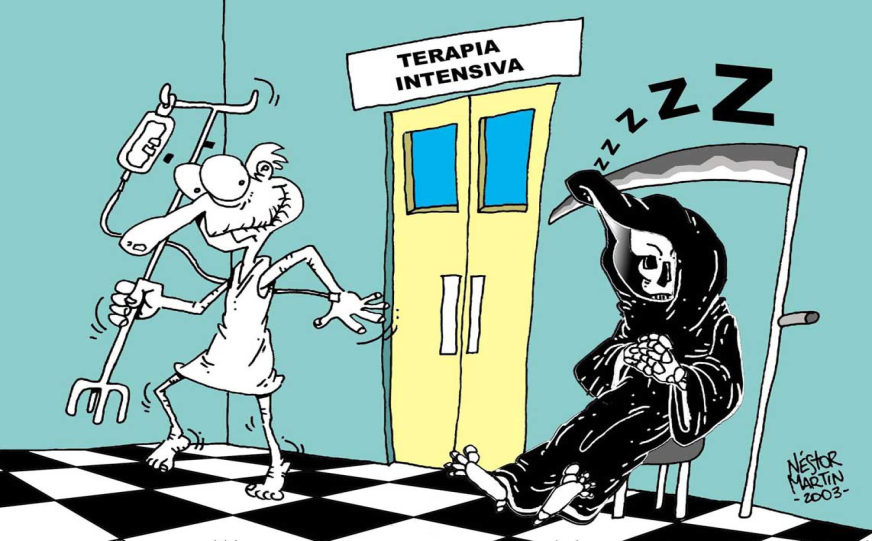 TERAPIA
INTENSIVA
zzzzZ
NÉSTOR
MARTIN
-2003-